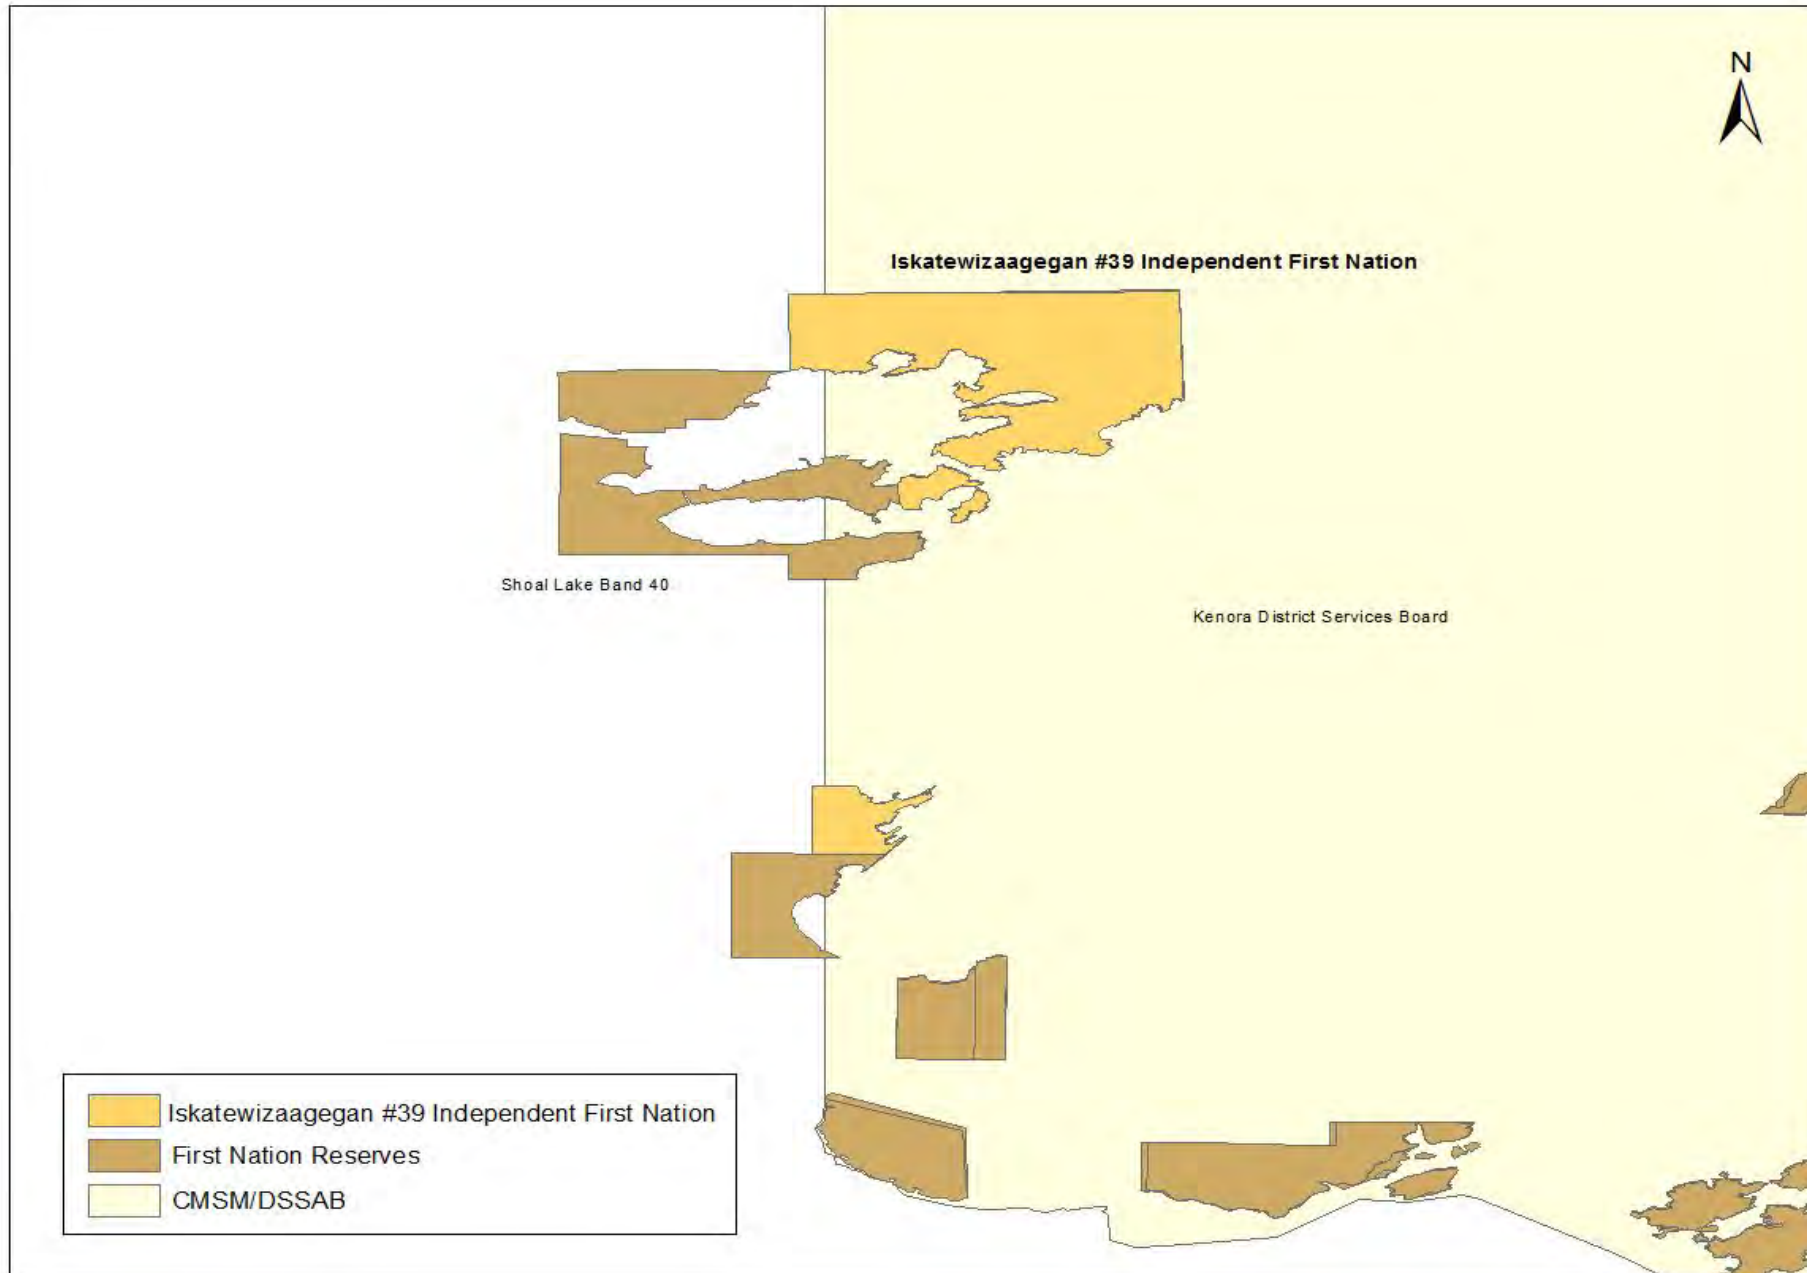 N
Iskatewizaagegan #39 Independent First Nation
Shoal Lake Band 40
Kenora District Services Board
Iskatewizaagegan #39 Independent First Nation
First Nation Reserves
CMSM/DSSAB